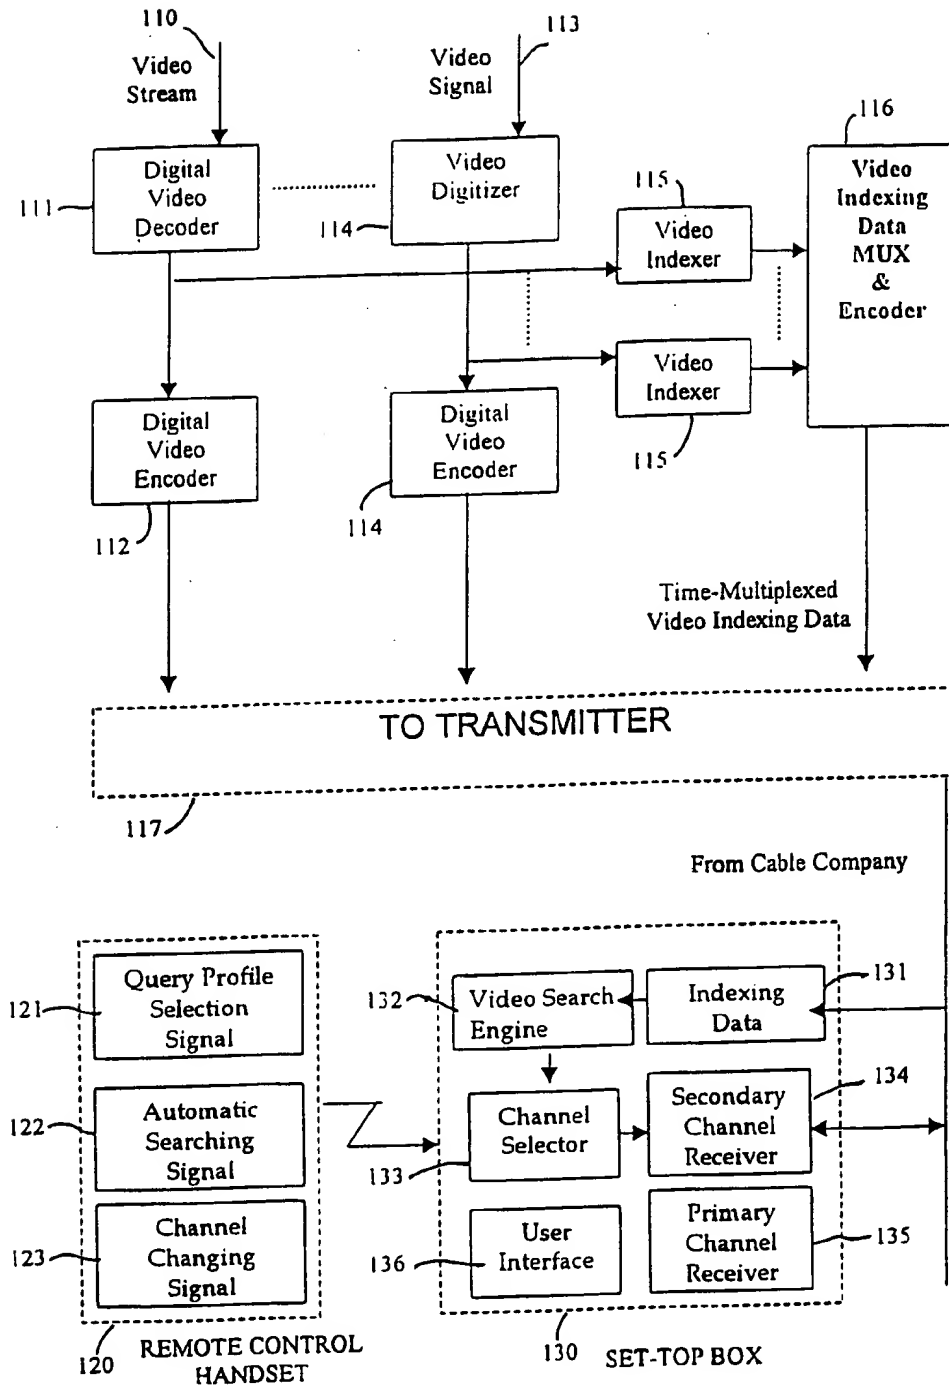 110
113
Video
Stream
Video
Signal
116
Digital
Video
Decoder
111
Video
Digitizer
114
115
Video
Indexer
Video
Indexing
Data
MUX
&
Encoder
Video
Indexer
115
Digital
Video
Encoder
112
Digital
Video
Encoder
114
Time-Multiplexed
Video Indexing Data
TO TRANSMITTER
117
From Cable Company
Query Profile
Selection
Signal
121
Automatic
Searching
Signal
122
Channel
Changing
Signal
123
120
REMOTE CONTROL
HANDSET
132
Video Search
Engine
Indexing
Data
131
Channel
Selector
133
Secondary
Channel
Receiver
134
User
Interface
136
Primary
Channel
Receiver
135
130
SET-TOP BOX